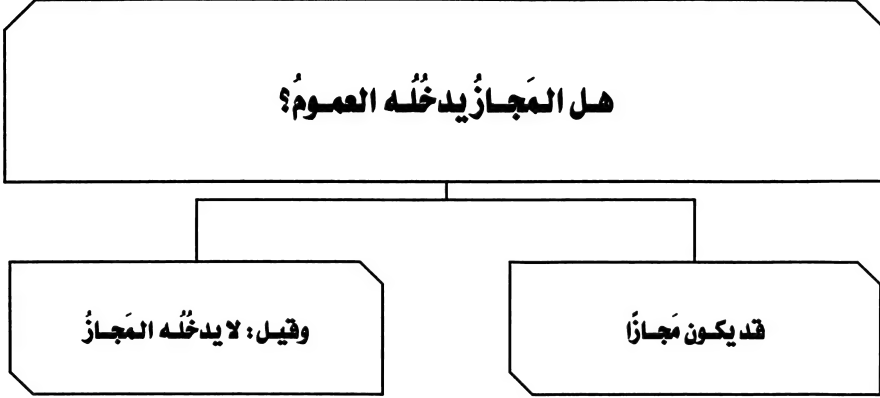 هل المَجازُ يدخُلُه العمومُ؟
قد يكون مَجازًا
وقيل: لا يدخُلُه المَجازُ